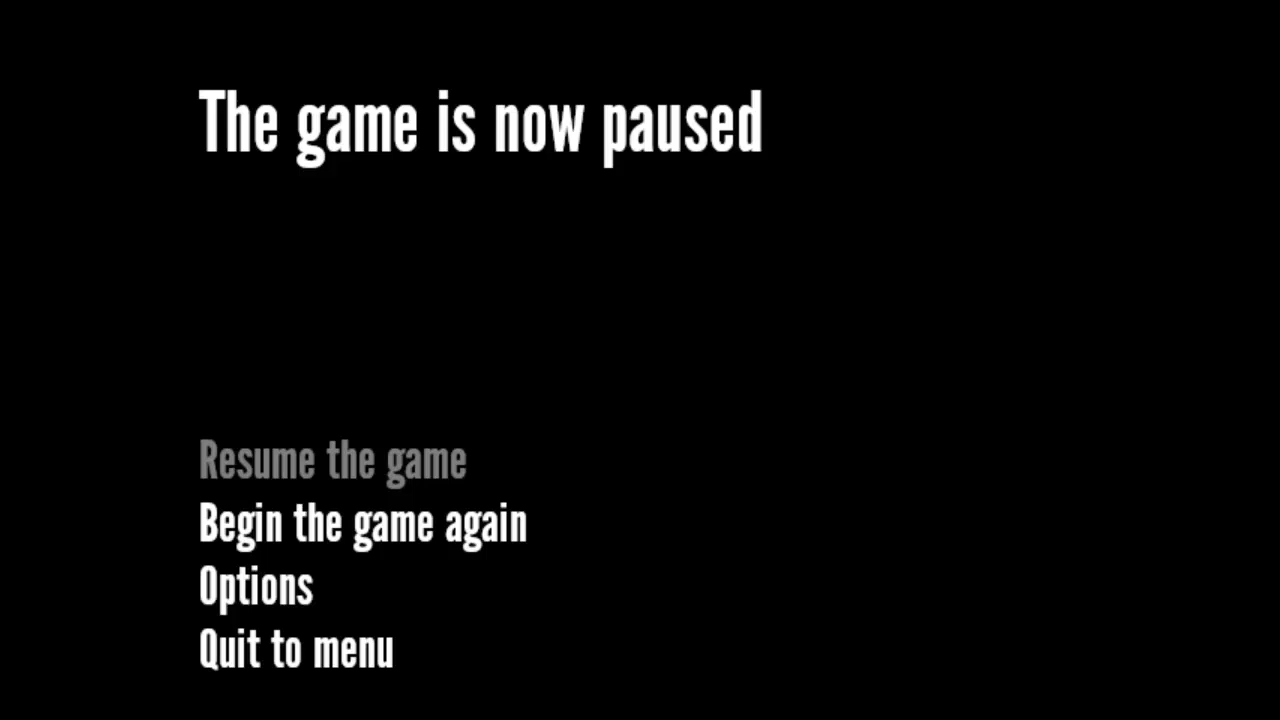 The game is now paused
Resume the game
Begin the game again
Options
Quit to menu